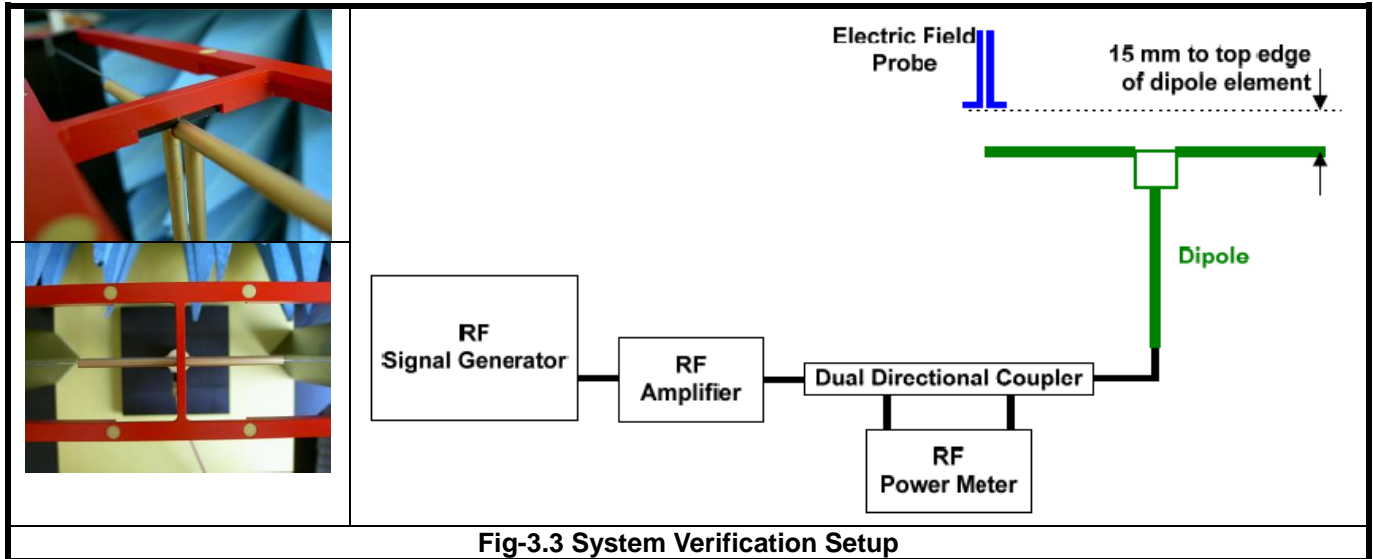 Electric Field
Probe
15 mm to top edge
of dipole element
Dipole
RF
Signal Generator
RF
Amplifier
Dual Directional Coupler
RF
Power Meter
Fig-3.3 System Verification Setup